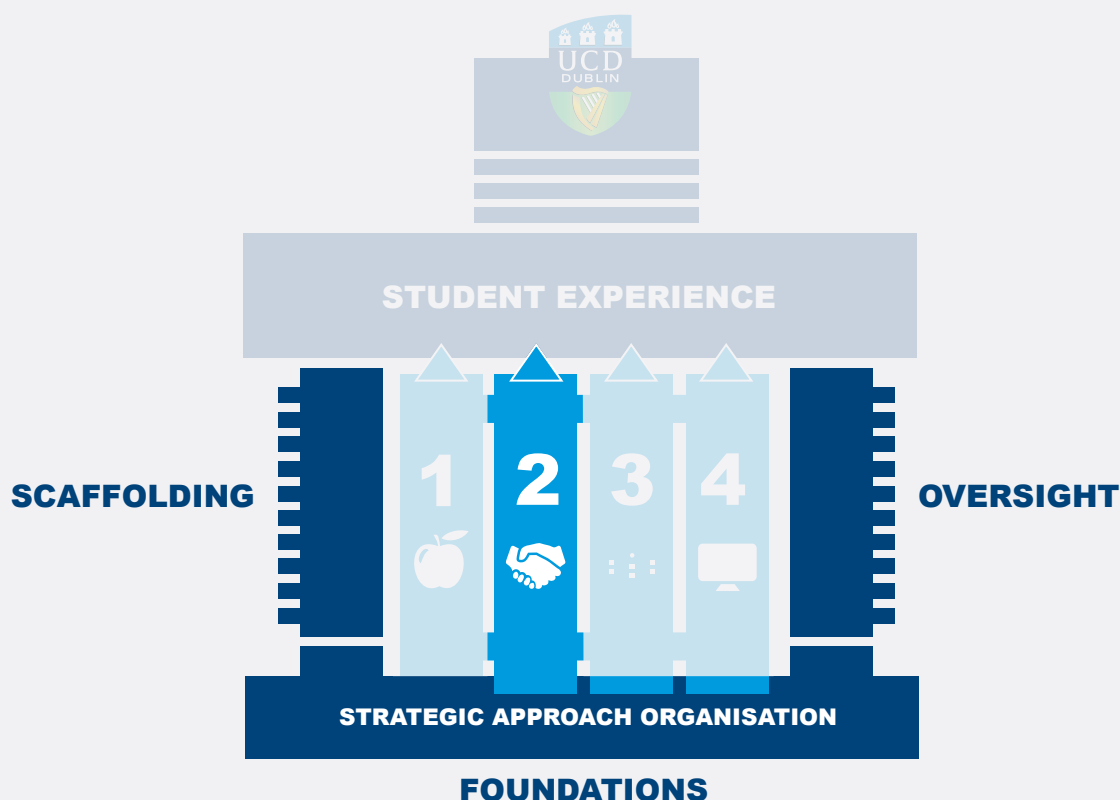 UCD
DUBLIN
STUDENT EXPERIENCE
1 2 3 4
SCAFFOLDING
OVERSIGHT
STRATEGIC APPROACH ORGANISATION
FOUNDATIONS